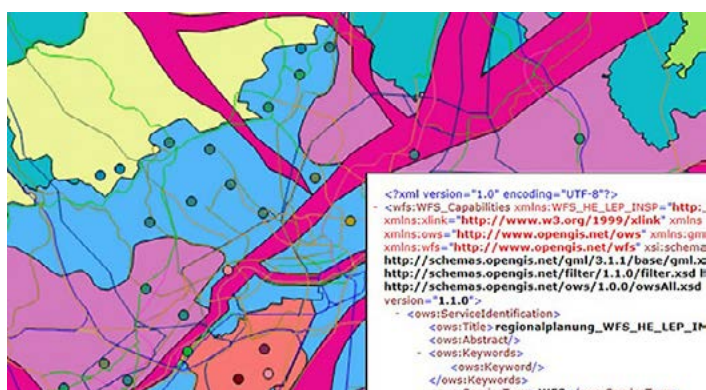 <?xml version="1.0" encoding="UTF-8"?>
- <wfs:WFS_Capabilities xmlns:WFS_HE_LEP_INSP="http:
xmlns:xlink="http://www.w3.org/1999/xlink" xmlns
xmlns:ows="http://www.opengis.net/ows"
xmlns:wfs="http://www.opengis.net/wfs" xsi:schema
http://schemas.opengis.net/gml/3.1.1/base/gml.x
http://schemas.opengis.net/filter/1.1.0/filter.xsd
http://schemas.opengis.net/ows/1.0.0/owsAll.xsd
version="1.1.0">
- <ows:ServiceIdentification>
<ows:Title>regionalplanung_WFS_HE_LEP_IM
<ows:Abstract/>
- <ows:Keywords>
<ows:Keyword/>
</ows:Keywords>